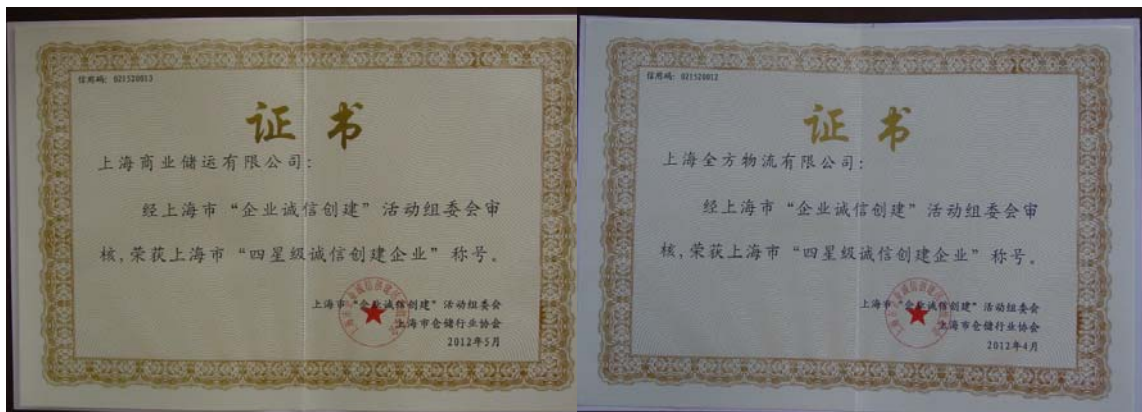 信用码: 021520013
证书
上海商业储运有限公司:
经上海市“企业诚信创建”活动组委会审
核,荣获上海市“四星级诚信创建企业”称号。
上海市“企业诚信创建”活动组委会
上海市仓储行业协会
2012年5月
信用码: 021520012
证书
上海全方物流有限公司:
经上海市“企业诚信创建”活动组委会审
核,荣获上海市“四星级诚信创建企业”称号。
上海市“企业诚信创建”活动组委会
上海市仓储行业协会
2012年4月